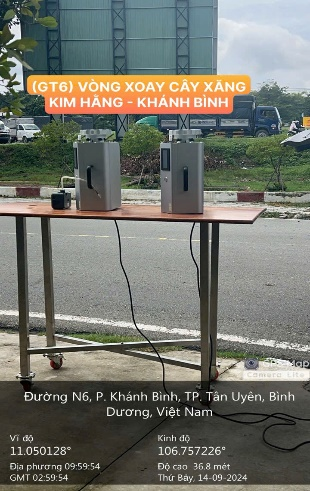 (GT6) VÒNG XOAY CÂY XĂNG
KIM HẰNG - KHÁNH BÌNH
Camera Lite
Đường N6, P. Khánh Bình, TP. Tân Uyên, Bình
Dương, Việt Nam
Vĩ độ
11.050128°
Kinh độ
106.757226°
Địa phương 09:59:54
GMT 02:59:54
Độ cao 36.8 mét
Thứ Bảy, 14-09-2024